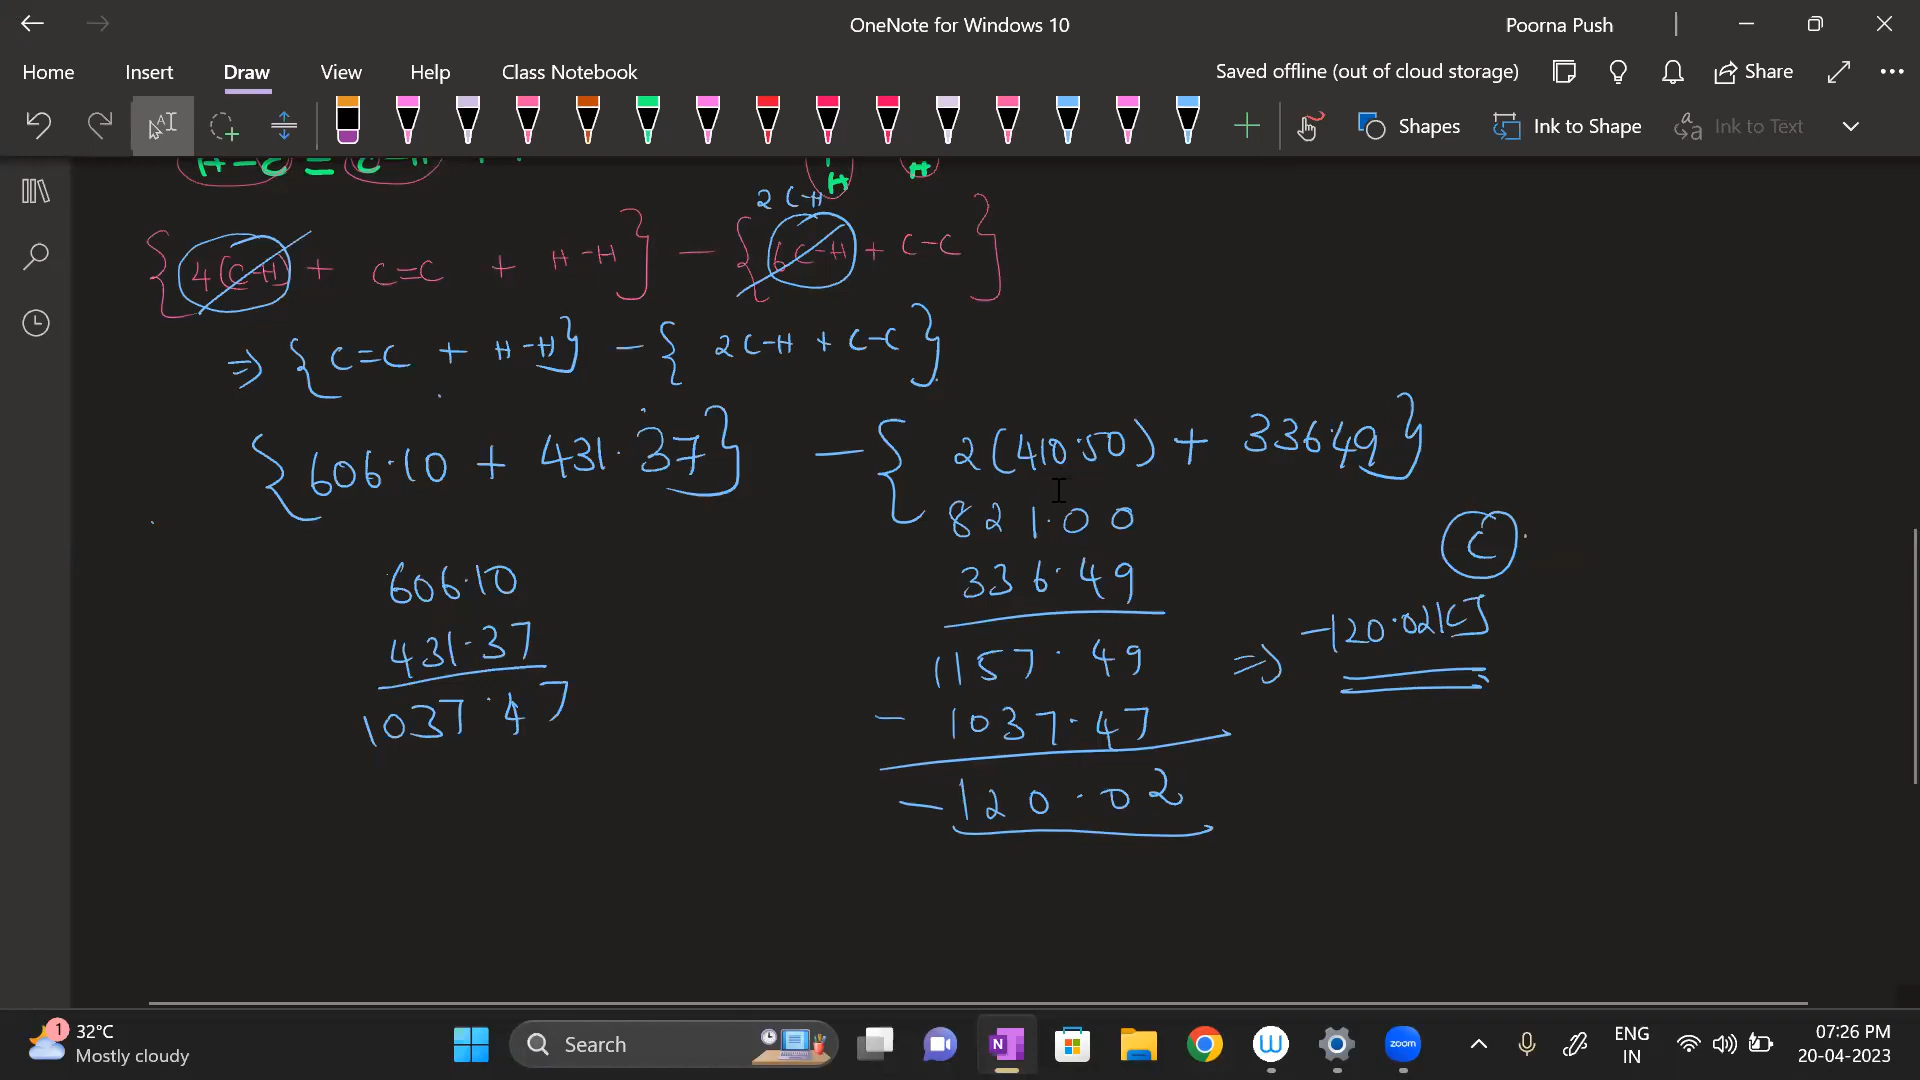 OneNote for Windows 10
Poorna Push
Home Insert Draw View Help Class Notebook
Saved offline (out of cloud storage) Share
Shapes Ink to Shape Ink to Text
H-C≡C-H
H H
2 C-H
{4(C-H) + C=C + H-H} - {6C-H + C-C}
⇒ {C=C + H-H} - {2C-H + C-C}
{606.10 + 431.37} - {2(410.50) + 336.49}
821.00
336.49
1157.49
- 1037.47
- 120.02
606.10
431.37
1037.47
C
⇒ -120.02KJ
1 32°C
Mostly cloudy
Search
N
zoom
ENG
IN
07:26 PM
20-04-2023